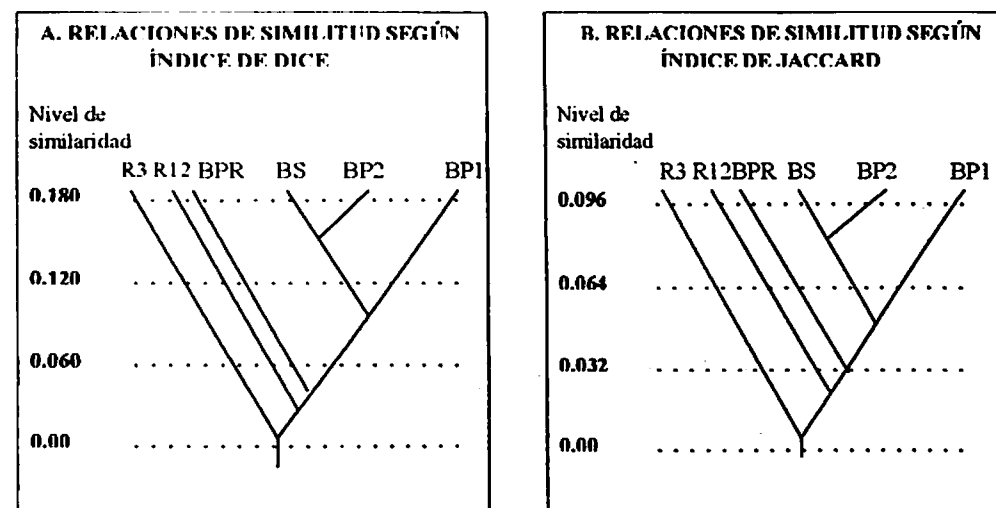 A. RELACIONES DE SIMILITUD SEGÚN
ÍNDICE DE DICE
Nivel de
similaridad
R3 R12 BPR BS BP2 BP1
0.180
0.120
0.060
0.00
B. RELACIONES DE SIMILITUD SEGÚN
ÍNDICE DE JACCARD
Nivel de
similaridad
R3 R12BPR BS BP2 BP1
0.096
0.064
0.032
0.00